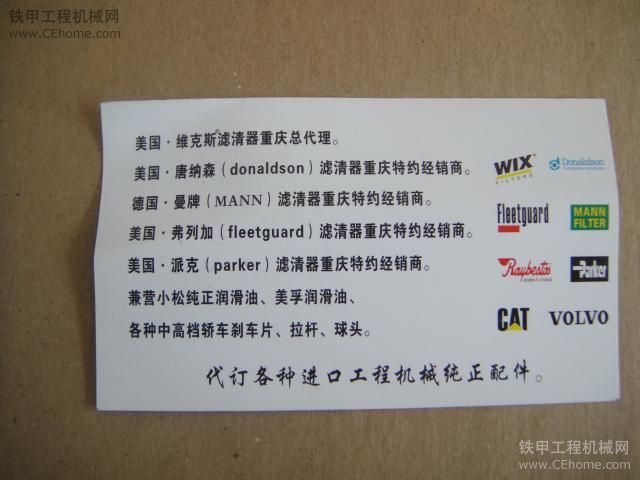 铁甲工程机械网
www.CEhome.com
美国·维克斯滤清器重庆总代理。
美国·唐纳森（donaldson）滤清器重庆特约经销商。
德国·曼牌（MANN）滤清器重庆特约经销商。
美国·弗列加（fleetguard）滤清器重庆特约经销商。
美国·派克（parker）滤清器重庆特约经销商。
兼营小松纯正润滑油、美孚润滑油、
各种中高档轿车刹车片、拉杆、球头。
WIX
FILTERS
Donaldson
Fleetguard
MANN
FILTER
Raybestos
Parker
CAT
VOLVO
代订各种进口工程机械纯正配件。
铁甲工程机械网
www.CEhome.com